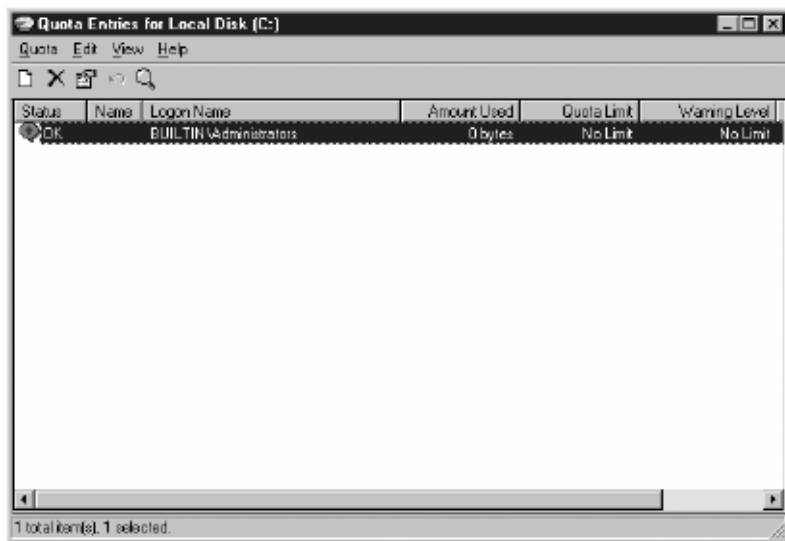 Quota Entries for Local Disk (C:)
Quota Edit View Help
Status Name Logon Name Amount Used Quota Limit Warning Level
OK BUILTIN\Administrators 0 bytes No Limit No Limit
1 total item(s), 1 selected.